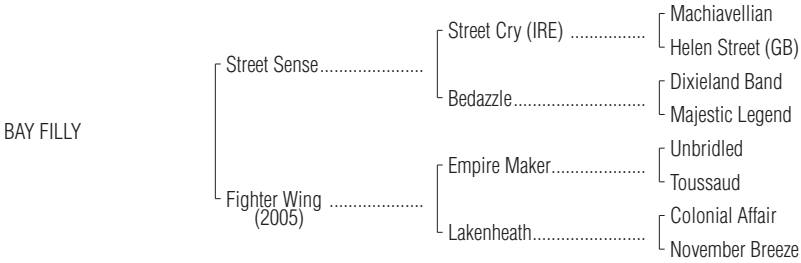 Machiavellian
Street Cry (IRE) ................
Helen Street (GB)
Street Sense......................
Dixieland Band
Bedazzle............................
Majestic Legend
BAY FILLY
Unbridled
Empire Maker....................
Toussaud
Fighter Wing ....................
(2005)
Colonial Affair
Lakenheath........................
November Breeze